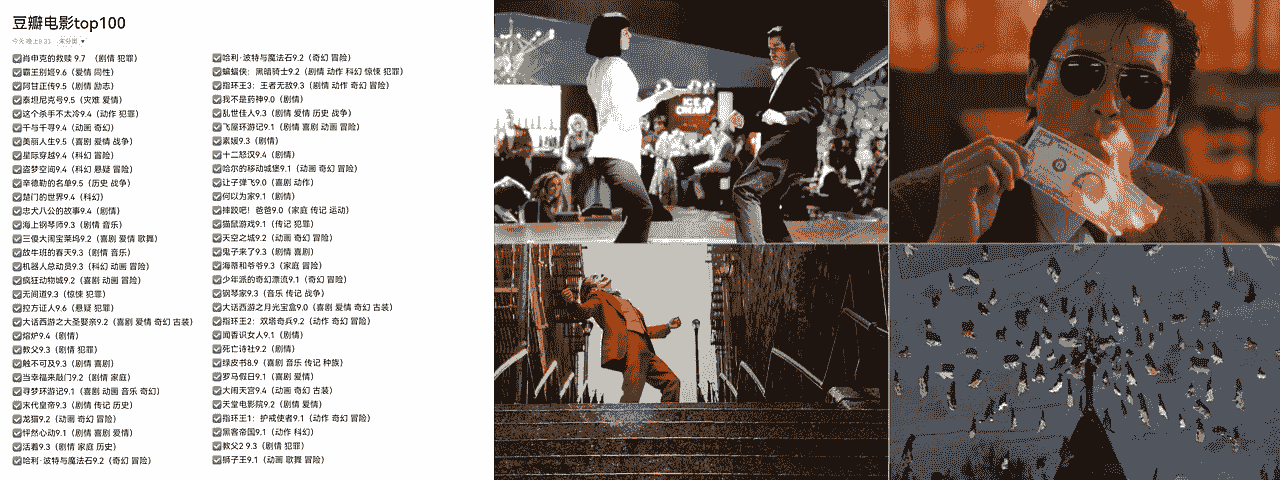 豆瓣电影top100
今天 晚上9:31 未分类
肖申克的救赎 9.7 （剧情 犯罪）
霸王别姬9.6（爱情 同性）
阿甘正传9.5（剧情 励志）
泰坦尼克号9.5（灾难 爱情）
这个杀手不太冷9.4（动作 犯罪）
千与千寻9.4（动画 奇幻）
美丽人生9.5（喜剧 爱情 战争）
星际穿越9.4（科幻 冒险）
盗梦空间9.4（科幻 悬疑 冒险）
辛德勒的名单9.5（历史 战争）
楚门的世界9.4（科幻）
忠犬八公的故事9.4（剧情）
海上钢琴师9.3（剧情 音乐）
三傻大闹宝莱坞9.2（喜剧 爱情 歌舞）
放牛班的春天9.3（剧情 音乐）
机器人总动员9.3（科幻 动画 冒险）
疯狂动物城9.2（喜剧 动画 冒险）
无间道9.3（惊悚 犯罪）
控方证人9.6（悬疑 犯罪）
大话西游之大圣娶亲9.2（喜剧 爱情 奇幻 古装）
熔炉9.4（剧情）
教父9.3（剧情 犯罪）
触不可及9.3（剧情 喜剧）
当幸福来敲门9.2（剧情 家庭）
寻梦环游记9.1（喜剧 动画 音乐 奇幻）
末代皇帝9.3（剧情 传记 历史）
龙猫9.2（动画 奇幻 冒险）
怦然心动9.1（剧情 喜剧 爱情）
活着9.3（剧情 家庭 历史）
哈利·波特与魔法石9.2（奇幻 冒险）
哈利·波特与魔法石9.2（奇幻 冒险）
蝙蝠侠：黑暗骑士9.2（剧情 动作 科幻 惊悚 犯罪）
指环王3：王者无敌9.3（剧情 动作 奇幻 冒险）
我不是药神9.0（剧情）
乱世佳人9.3（剧情 爱情 历史 战争）
飞屋环游记9.1（剧情 喜剧 动画 冒险）
素媛9.3（剧情）
十二怒汉9.4（剧情）
哈尔的移动城堡9.1（动画 奇幻 冒险）
让子弹飞9.0（喜剧 动作）
何以为家9.1（剧情）
摔跤吧！爸爸9.0（家庭 传记 运动）
猫鼠游戏9.1（传记 犯罪）
天空之城9.2（动画 奇幻 冒险）
鬼子来了9.3（剧情 喜剧）
海蒂和爷爷9.3（家庭 冒险）
少年派的奇幻漂流9.1（奇幻 冒险）
钢琴家9.3（音乐 传记 战争）
大话西游之月光宝盒9.0（喜剧 爱情 奇幻 古装）
指环王2：双塔奇兵9.2（动作 奇幻 冒险）
闻香识女人9.1（剧情）
死亡诗社9.2（剧情）
绿皮书8.9（喜剧 音乐 传记 种族）
罗马假日9.1（喜剧 爱情）
大闹天宫9.4（动画 奇幻 古装）
天堂电影院9.2（剧情 爱情）
指环王1：护戒使者9.1（动作 奇幻 冒险）
黑客帝国9.1（动作 科幻）
教父2 9.3（剧情 犯罪）
狮子王9.1（动画 歌舞 冒险）
ICE
CREAM